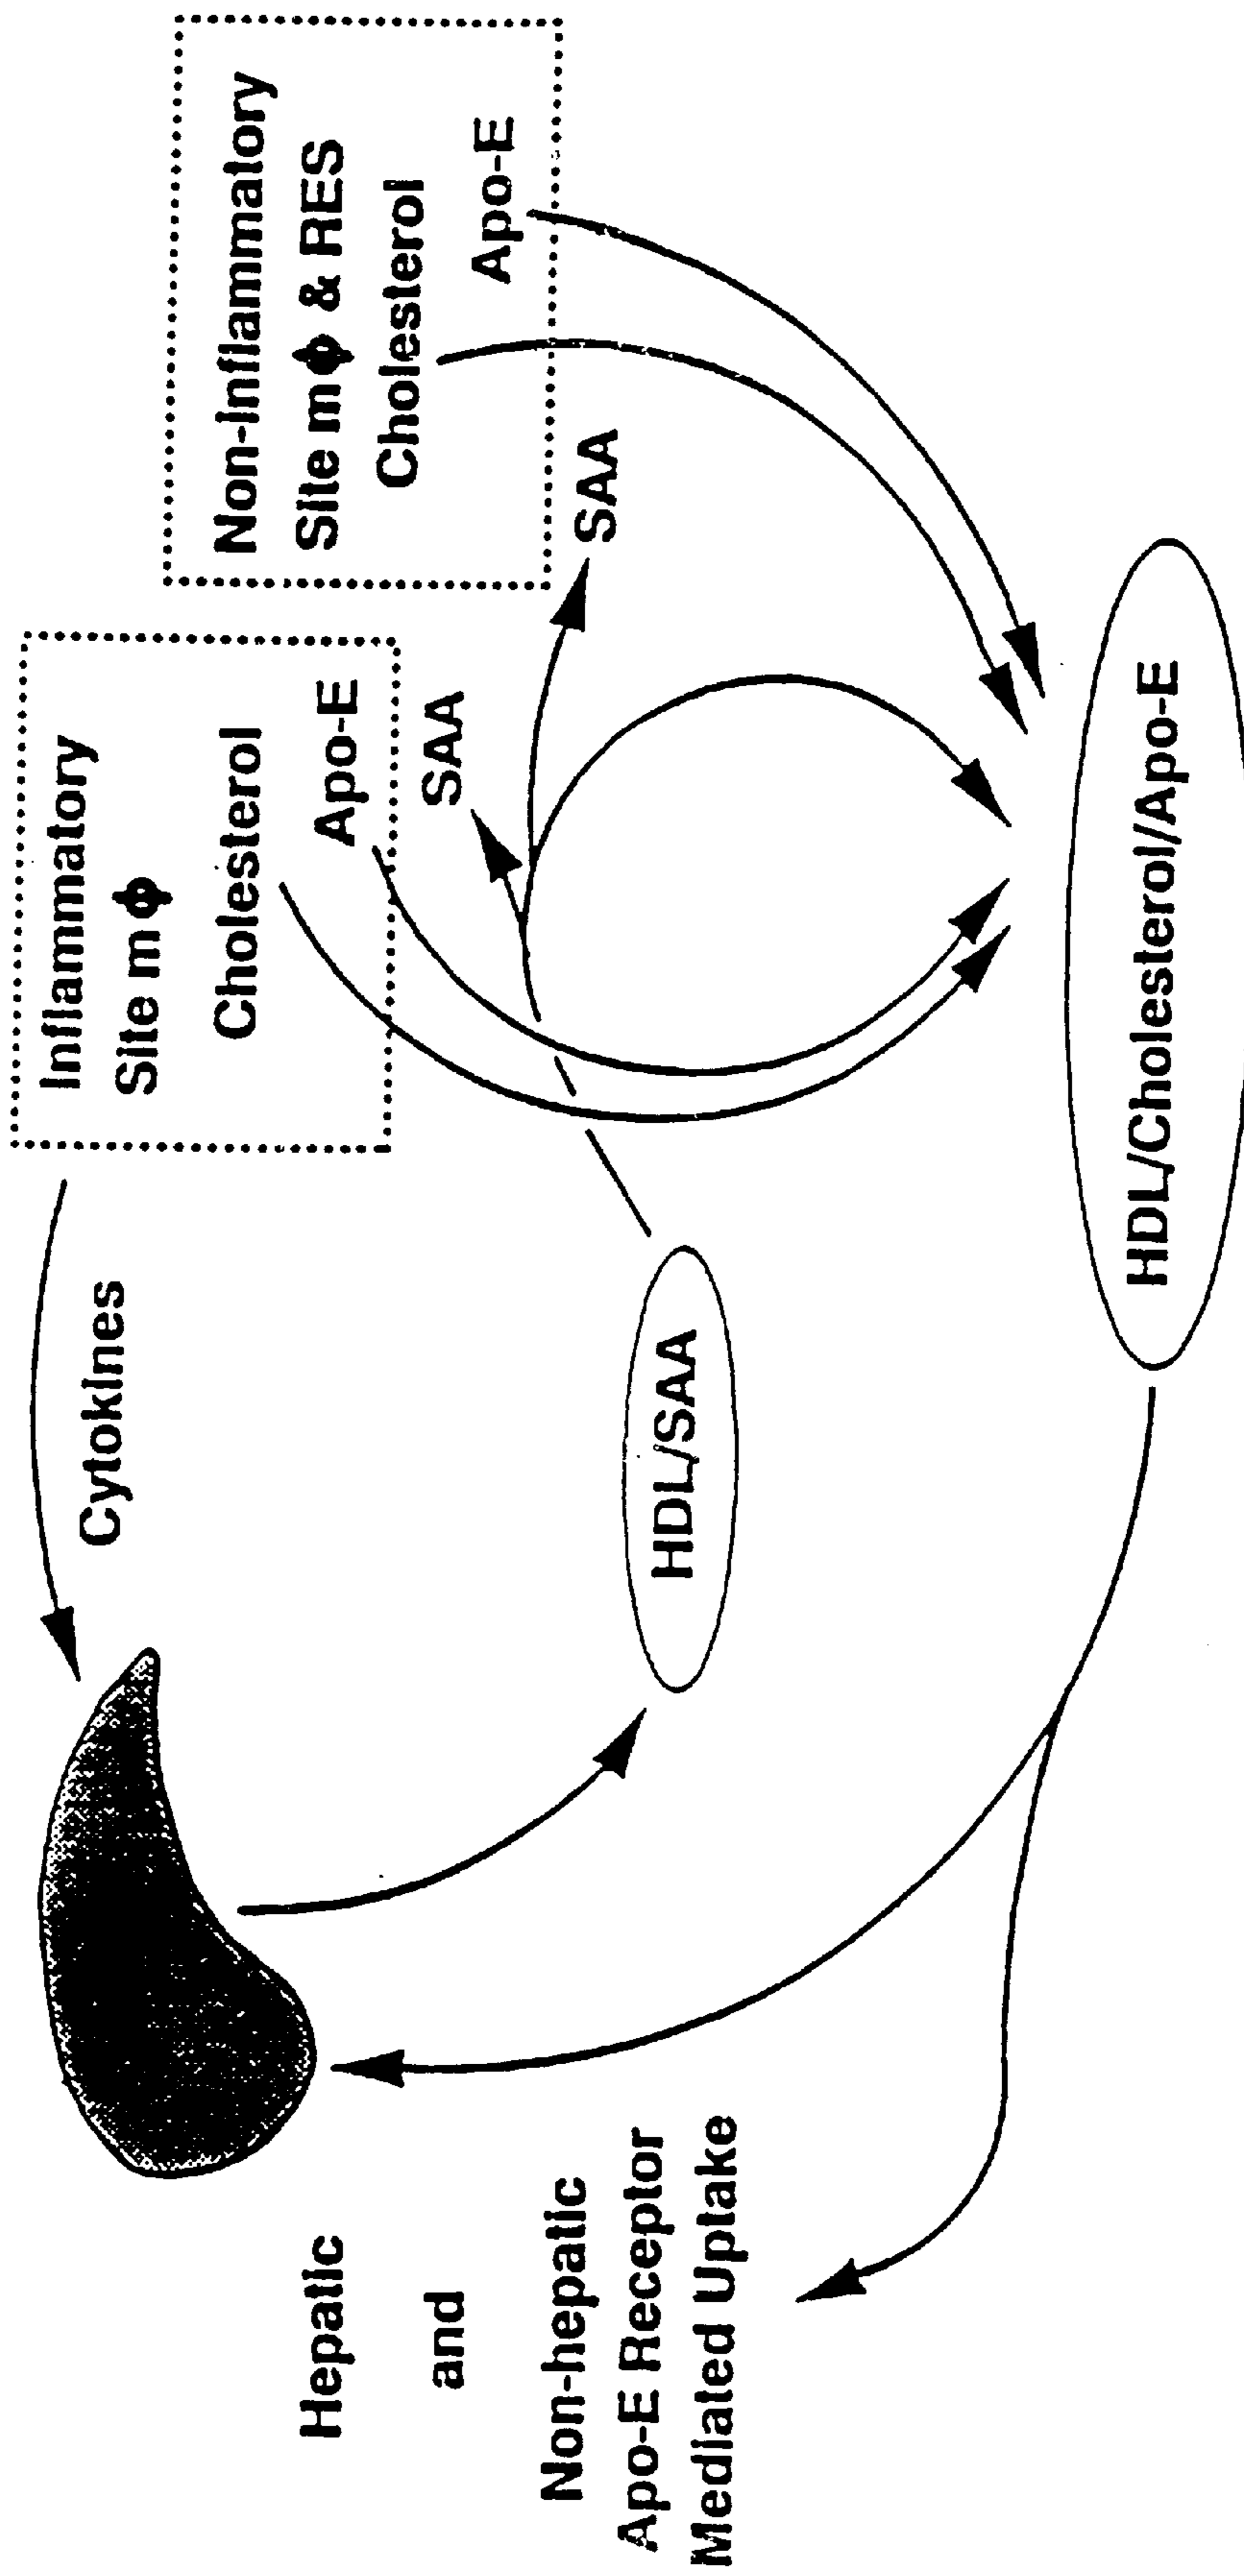 Inflammatory
Site mφ
Cholesterol
Apo-E
Non-Inflammatory
Site mφ & RES
Cholesterol
Apo-E
Cytokines
SAA
SAA
HDL/SAA
Hepatic
and
Non-hepatic
Apo-E Receptor
Mediated Uptake
HDL/Cholesterol/Apo-E